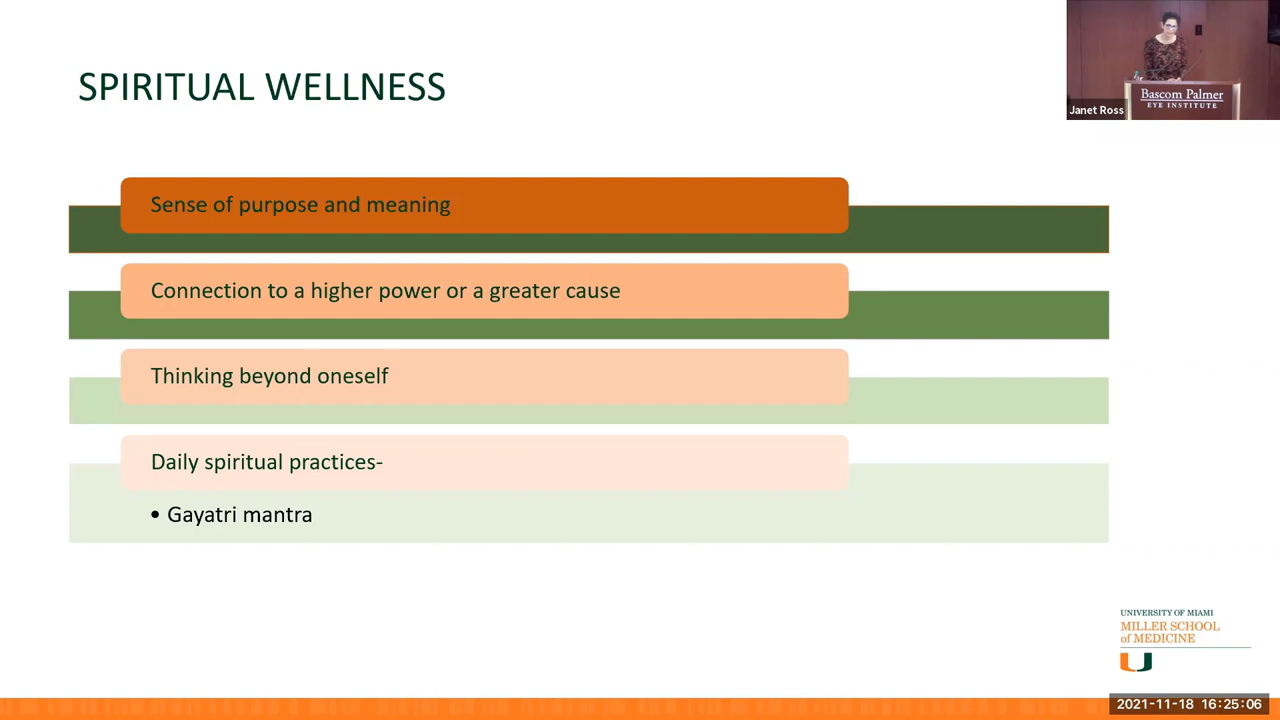 SPIRITUAL WELLNESS
Bascom Palmer
EYE INSTITUTE
Janet Ross
Sense of purpose and meaning
Connection to a higher power or a greater cause
Thinking beyond oneself
Daily spiritual practices-
• Gayatri mantra
UNIVERSITY OF MIAMI
MILLER SCHOOL
of MEDICINE
2021-11-18 16:25:06